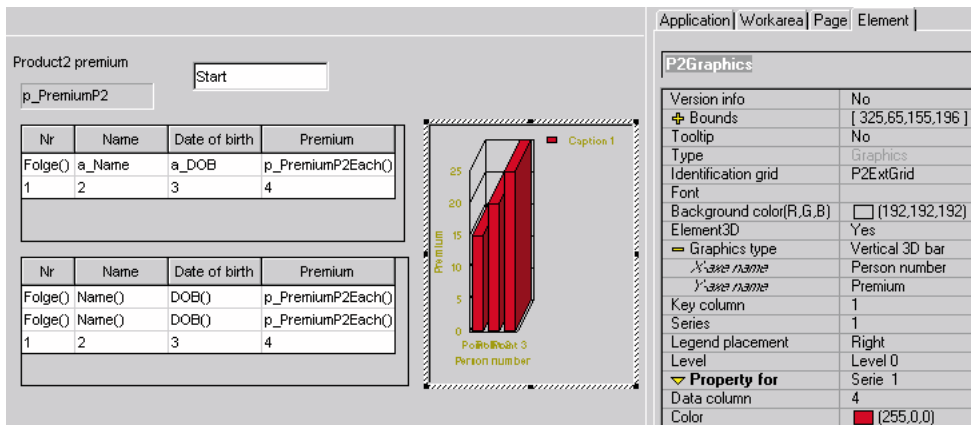 Product2 premium
Start
p_PremiumP2
Nr Name Date of birth Premium
Folge() a_Name a_DOB p_PremiumP2Each()
1 2 3 4
Nr Name Date of birth Premium
Folge() Name() DOB() p_PremiumP2Each()
Folge() Name() DOB() p_PremiumP2Each()
1 2 3 4
Caption 1
25
20
15
10
5
0
Premium
Point 3
Person number
Application Workarea Page Element
P2Graphics
Version info No
Bounds [ 325,65,155,196 ]
Tooltip No
Type Graphics
Identification grid P2ExtGrid
Font
Background color(R,G,B) (192,192,192)
Element3D Yes
Graphics type Vertical 3D bar
X-axe name Person number
Y-axe name Premium
Key column 1
Series 1
Legend placement Right
Level Level 0
Property for Serie 1
Data column 4
Color (255,0,0)